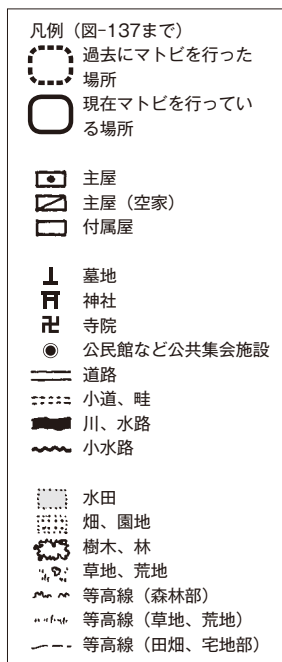 凡例（図-137まで）
過去にマトビを行った
場所
現在マトビを行ってい
る場所
主屋
主屋（空家）
付属屋
墓地
神社
寺院
公民館など公共集会施設
道路
小道、畦
川、水路
小水路
水田
畑、園地
樹木、林
草地、荒地
等高線（森林部）
等高線（草地、荒地）
等高線（田畑、宅地部）